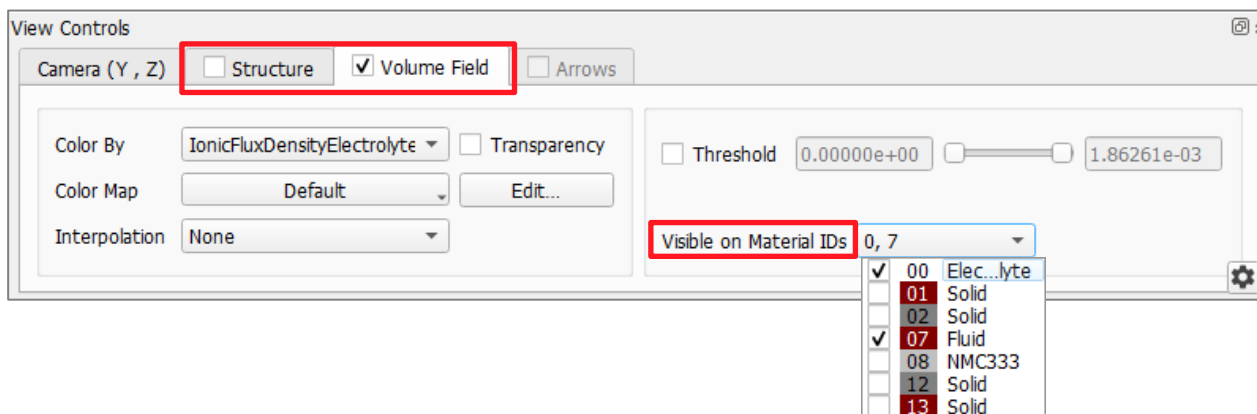 View Controls
Camera (Y , Z)
Structure
Volume Field
Arrows
Color By
IonicFluxDensityElectrolyte
Transparency
Color Map
Default
Edit...
Interpolation
None
Threshold
0.00000e+00
1.86261e-03
Visible on Material IDs
0, 7
00 Elec...lyte
01 Solid
02 Solid
07 Fluid
08 NMC333
12 Solid
13 Solid